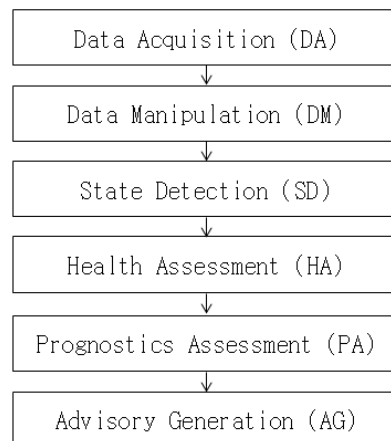 Data Acquisition (DA)
Data Manipulation (DM)
State Detection (SD)
Health Assessment (HA)
Prognostics Assessment (PA)
Advisory Generation (AG)